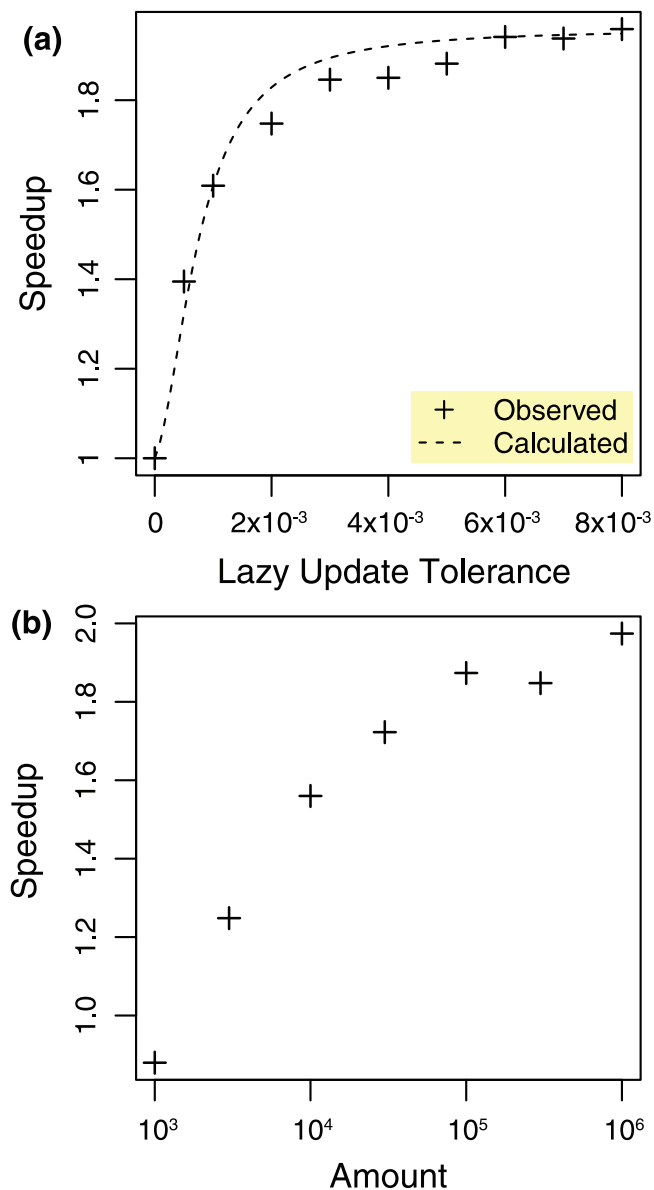 (a)
Speedup
1.8
1.6
1.4
1.2
1
Observed
Calculated
0 2x10⁻³ 4x10⁻³ 6x10⁻³ 8x10⁻³
Lazy Update Tolerance
(b)
Speedup
2.0
1.8
1.6
1.4
1.2
1.0
10³ 10⁴ 10⁵ 10⁶
Amount